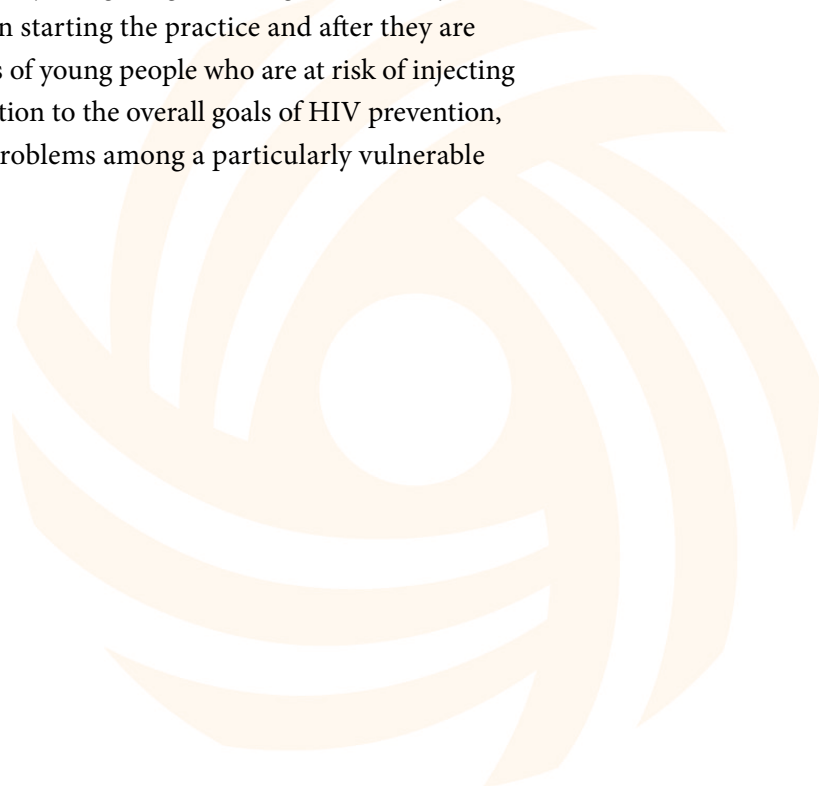 n starting the practice and after they are
s of young people who are at risk of injecting
tion to the overall goals of HIV prevention,
roblems among a particularly vulnerable